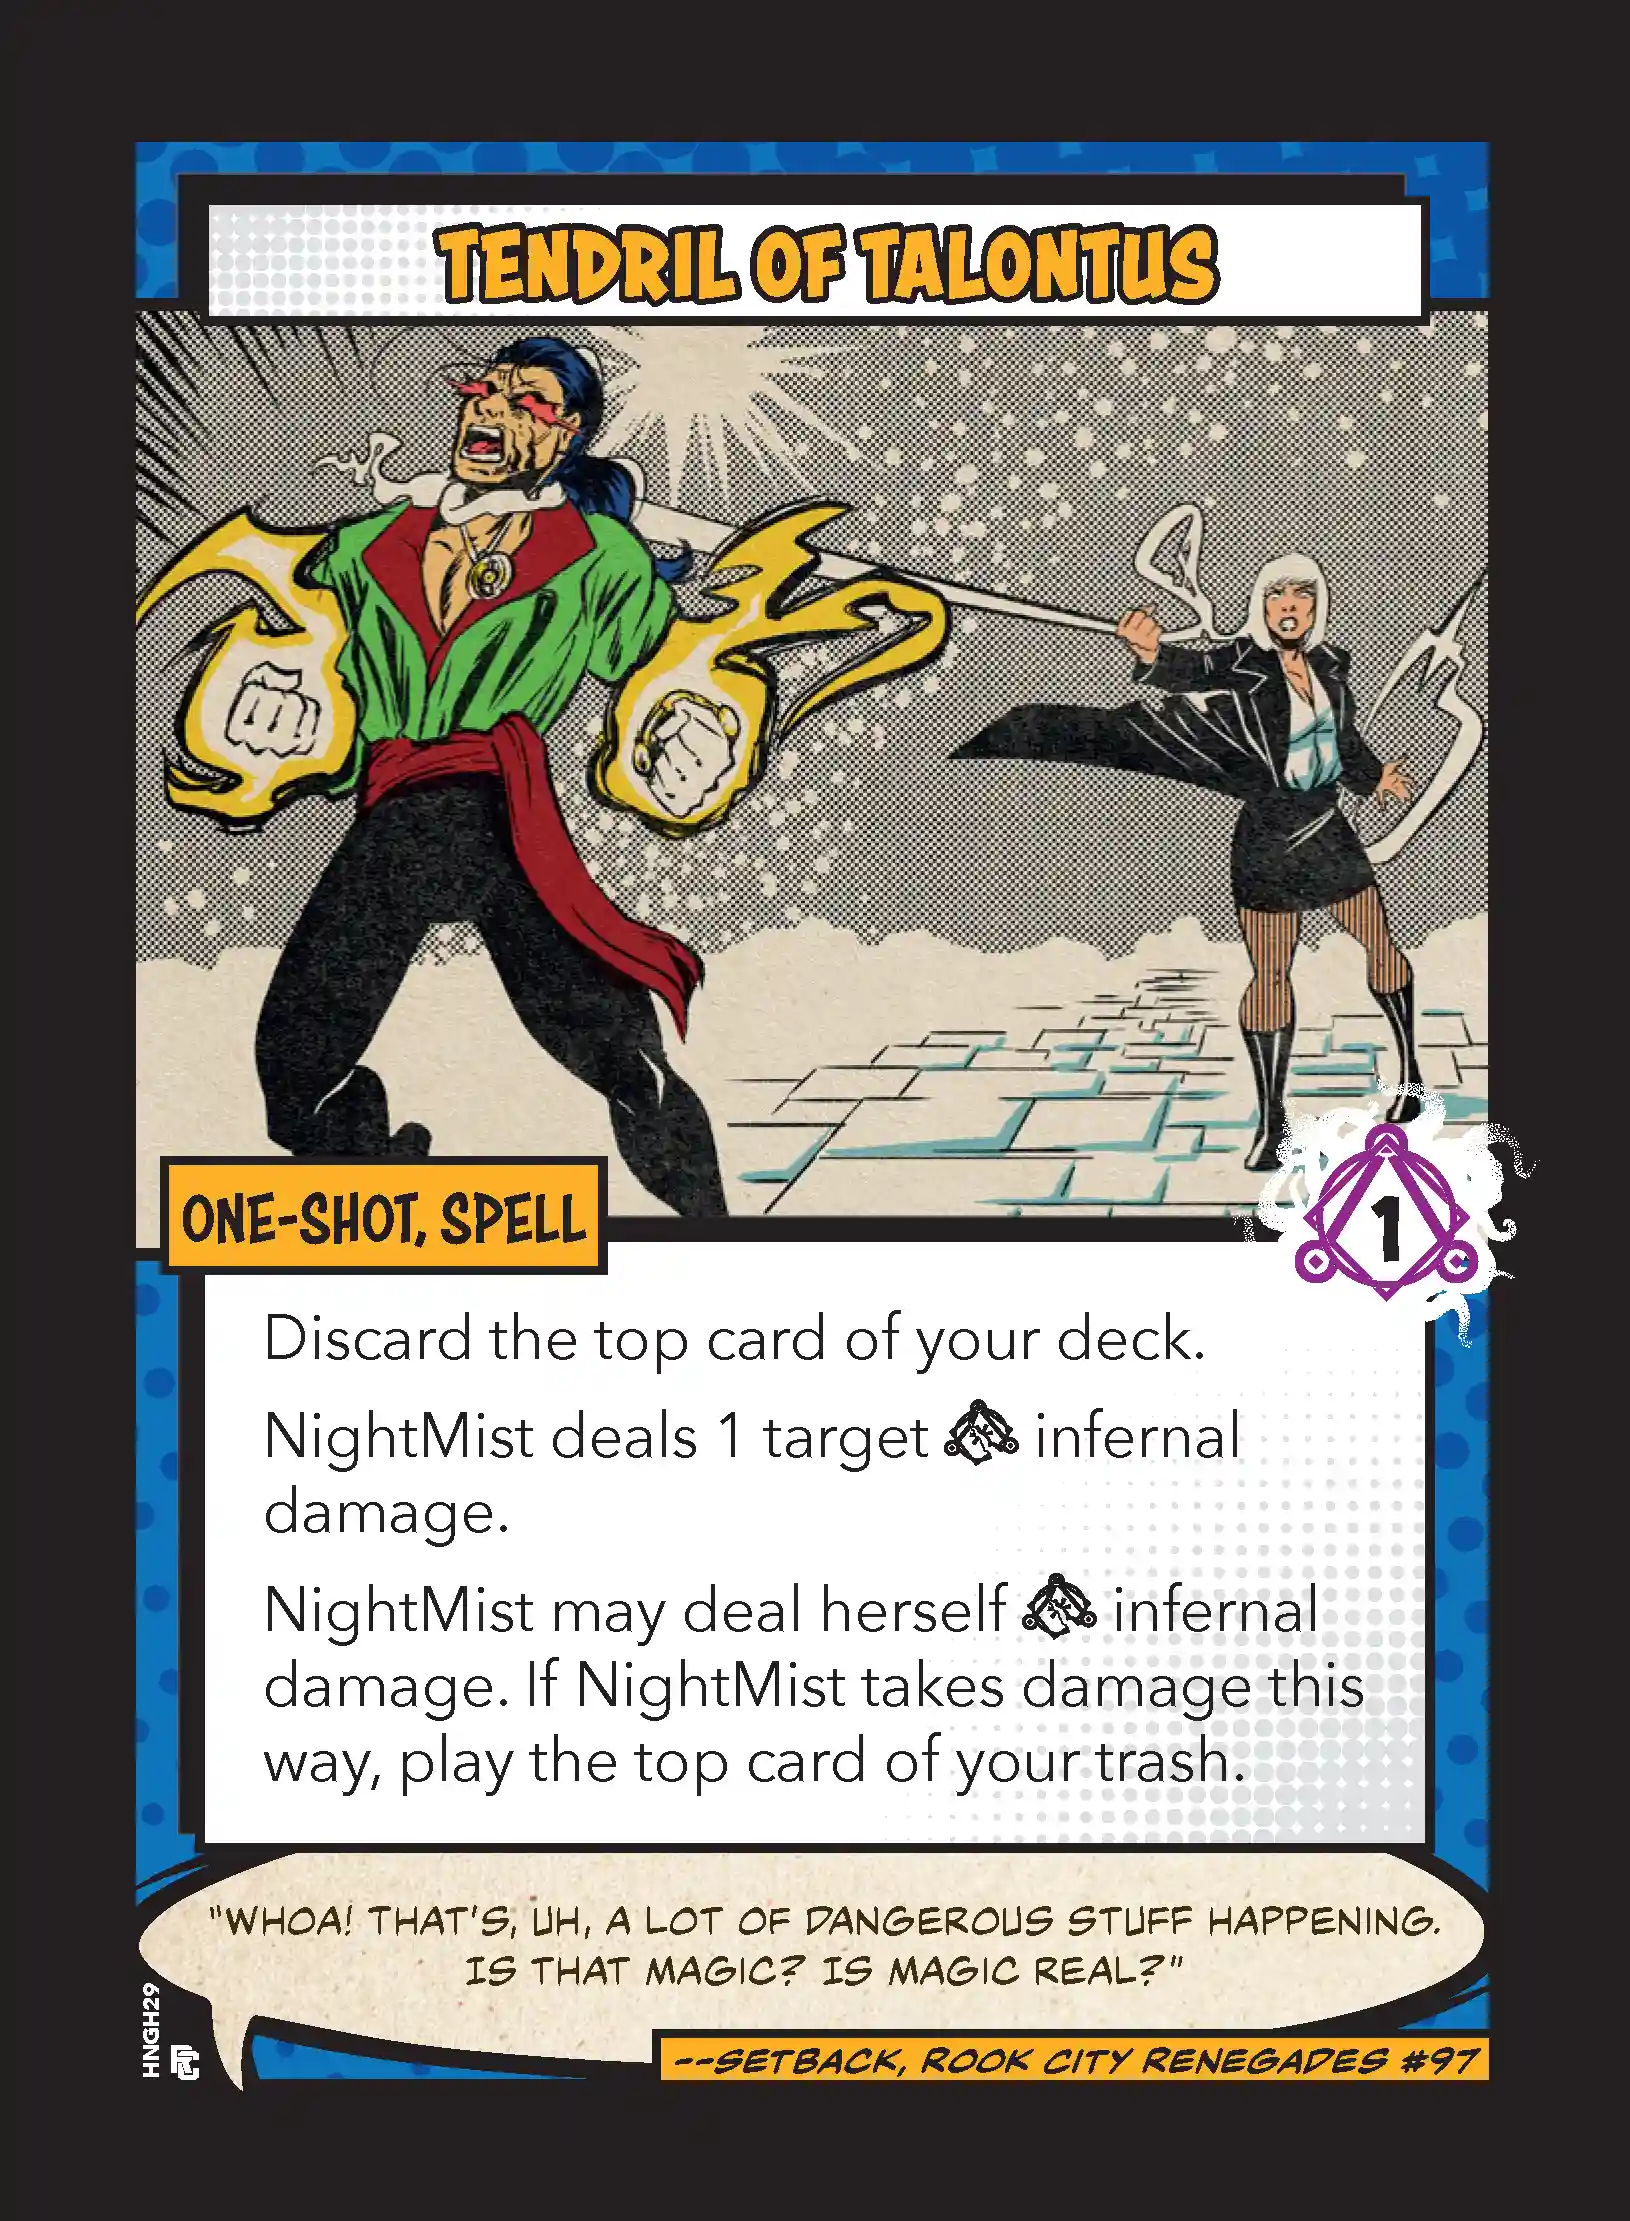 TENDRIL OF TALONTUS
ONE-SHOT, SPELL
1
Discard the top card of your deck.
NightMist deals 1 target infernal
damage.
NightMist may deal herself infernal
damage. If NightMist takes damage this
way, play the top card of your trash.
"WHOA! THAT'S, UH, A LOT OF DANGEROUS STUFF HAPPENING.
IS THAT MAGIC? IS MAGIC REAL?"
--SETBACK, ROOK CITY RENEGADES #97
HNGH29